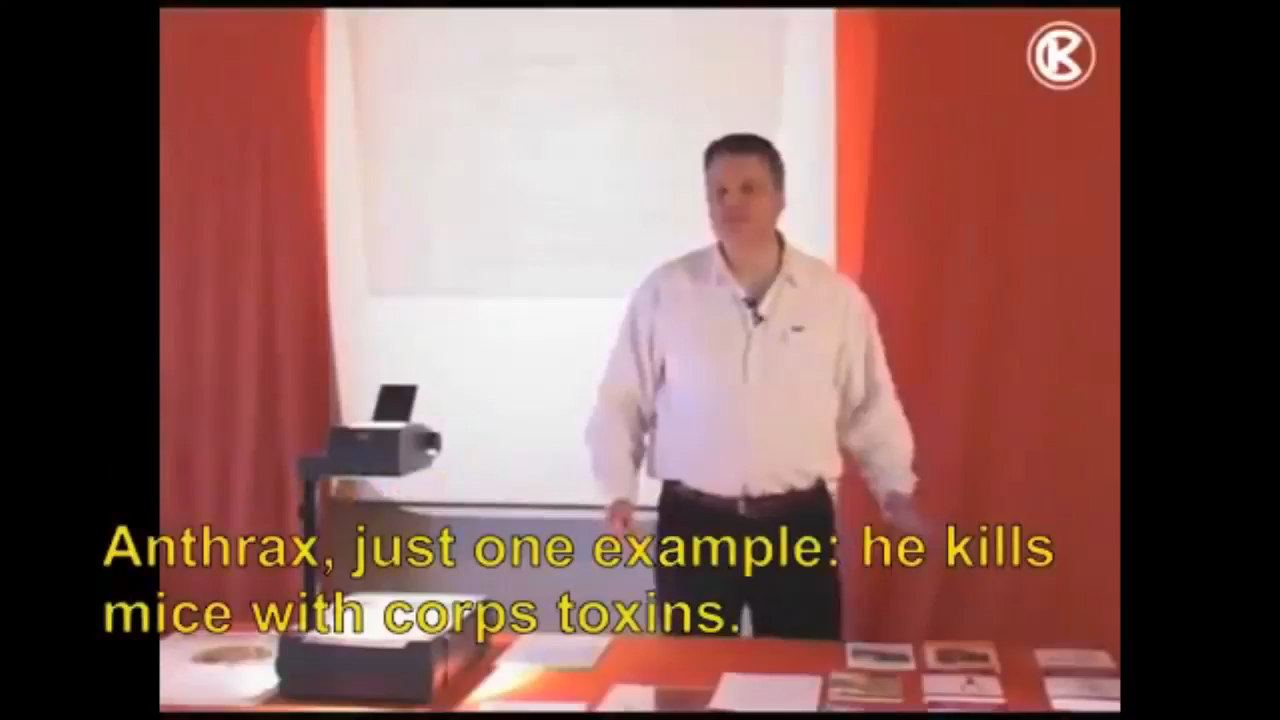 Anthrax, just one example: he kills
mice with corps toxins.